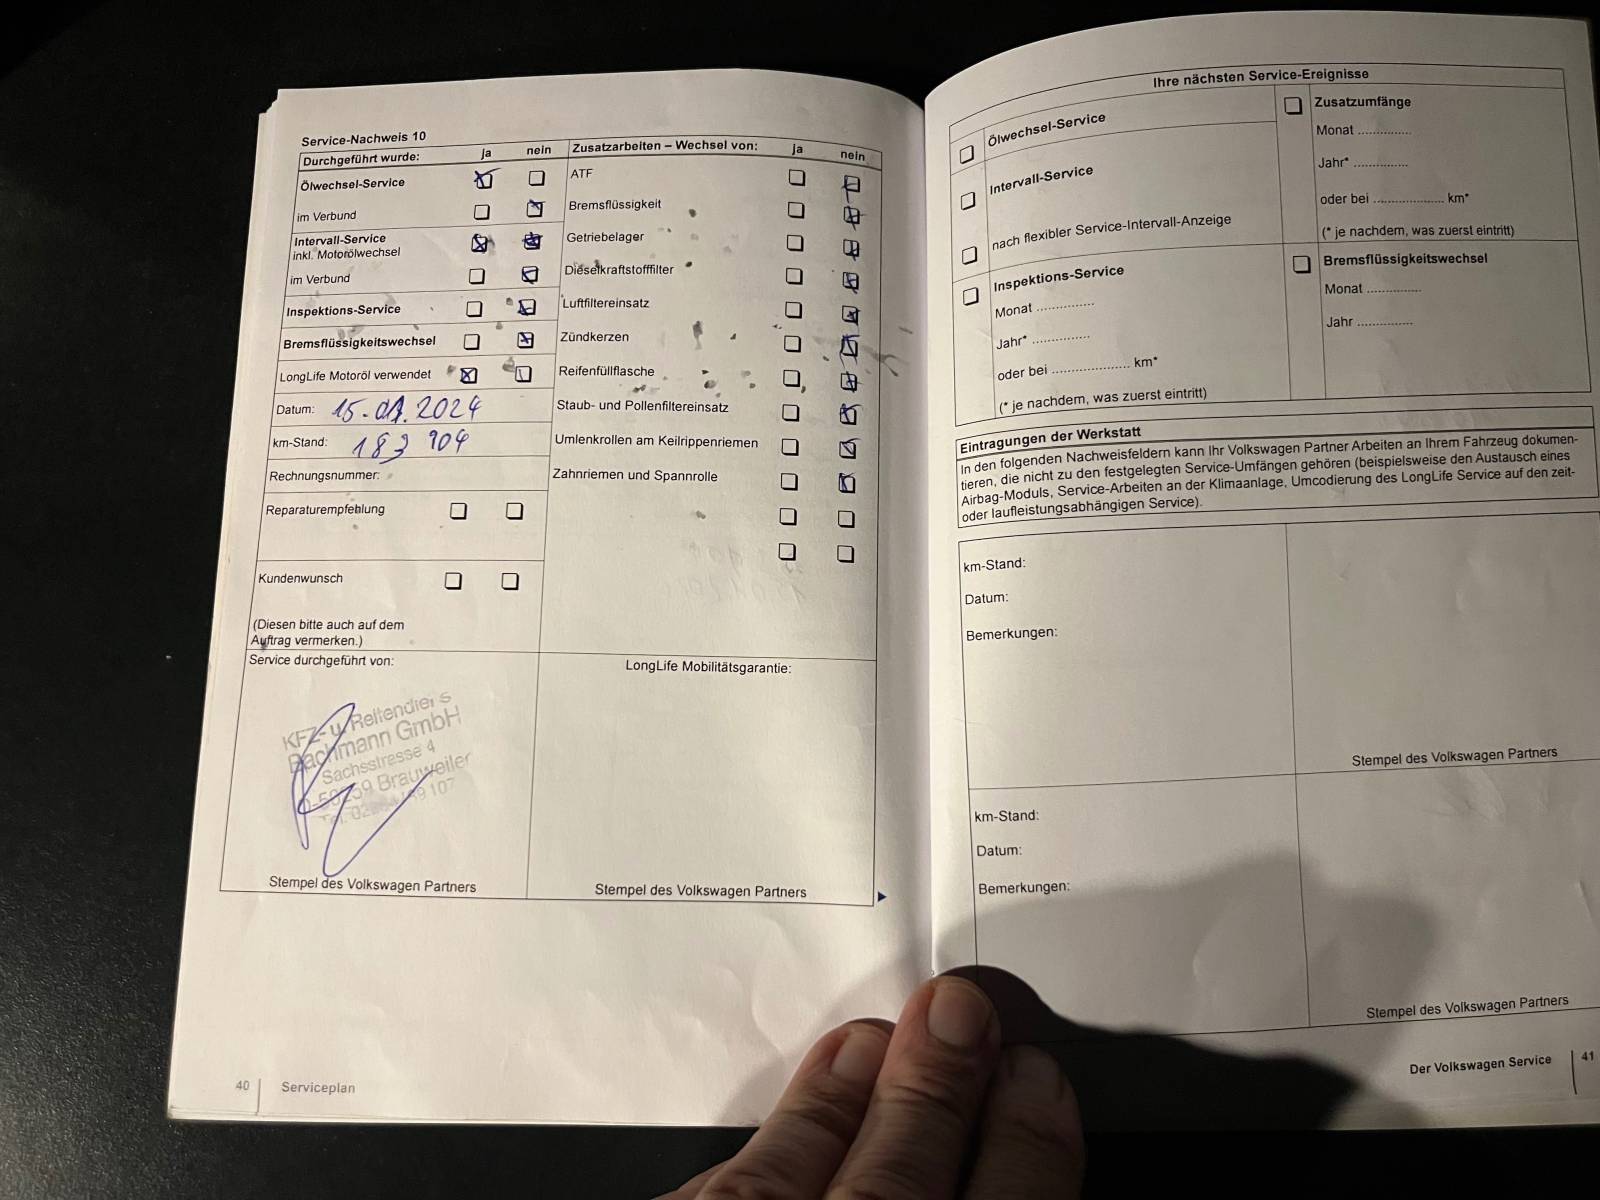 Service-Nachweis 10
Durchgeführt wurde: ja nein
Ölwechsel-Service
im Verbund
Intervall-Service
inkl. Motorölwechsel
im Verbund
Inspektions-Service
Bremsflüssigkeitswechsel
LongLife Motoröl verwendet
Datum: 15.01.2024
km-Stand: 183 904
Rechnungsnummer:
Reparaturempfehlung
Kundenwunsch
(Diesen bitte auch auf dem
Auftrag vermerken.)
Zusatzarbeiten – Wechsel von: ja nein
ATF
Bremsflüssigkeit
Getriebelager
Dieselkraftstofffilter
Luftfiltereinsatz
Zündkerzen
Reifenfüllflasche
Staub- und Pollenfiltereinsatz
Umlenkrollen am Keilrippenriemen
Zahnriemen und Spannrolle
Service durchgeführt von:
KFZ- u. Reifendienst
Bachmann GmbH
Sachsstresse 4
Brauweiler
Stempel des Volkswagen Partners
LongLife Mobilitätsgarantie:
Stempel des Volkswagen Partners
40 Serviceplan
Ihre nächsten Service-Ereignisse
Ölwechsel-Service
Intervall-Service
nach flexibler Service-Intervall-Anzeige
Inspektions-Service
Monat ..............
Jahr* ..............
oder bei .................... km*
(* je nachdem, was zuerst eintritt)
Zusatzumfänge
Monat ..............
Jahr* ..............
oder bei .................... km*
(* je nachdem, was zuerst eintritt)
Bremsflüssigkeitswechsel
Monat ..............
Jahr ..............
Eintragungen der Werkstatt
In den folgenden Nachweisfeldern kann Ihr Volkswagen Partner Arbeiten an Ihrem Fahrzeug dokumen-
tieren, die nicht zu den festgelegten Service-Umfängen gehören (beispielsweise den Austausch eines
Airbag-Moduls, Service-Arbeiten an der Klimaanlage, Umcodierung des LongLife Service auf den zeit-
oder laufleistungsabhängigen Service).
km-Stand:
Datum:
Bemerkungen:
Stempel des Volkswagen Partners
km-Stand:
Datum:
Bemerkungen:
Stempel des Volkswagen Partners
Der Volkswagen Service 41